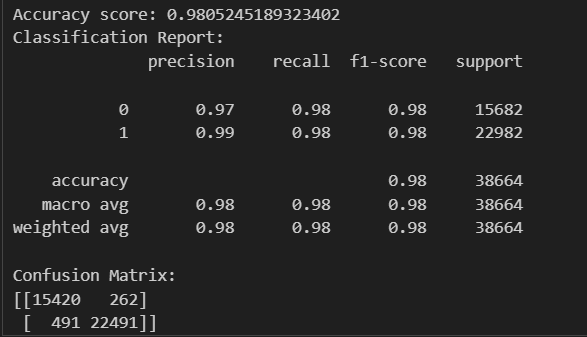 Accuracy score: 0.9805245189323402
Classification Report:
              precision    recall  f1-score   support

           0       0.97      0.98      0.98     15682
           1       0.99      0.98      0.98     22982

    accuracy                           0.98     38664
   macro avg       0.98      0.98      0.98     38664
weighted avg       0.98      0.98      0.98     38664

Confusion Matrix:
[[15420   262]
 [  491 22491]]